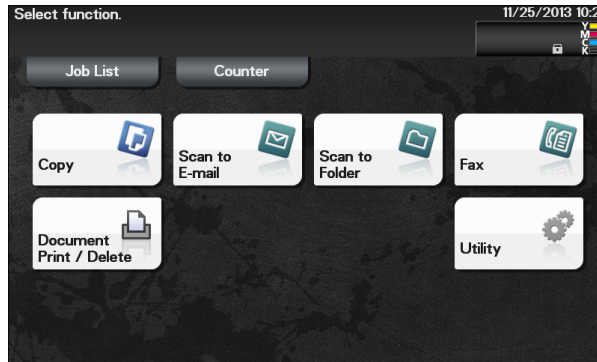 Select function.
11/25/2013 10:2
Y
M
C
K
Job List
Counter
Copy
Scan to
E-mail
Scan to
Folder
Fax
Document
Print / Delete
Utility